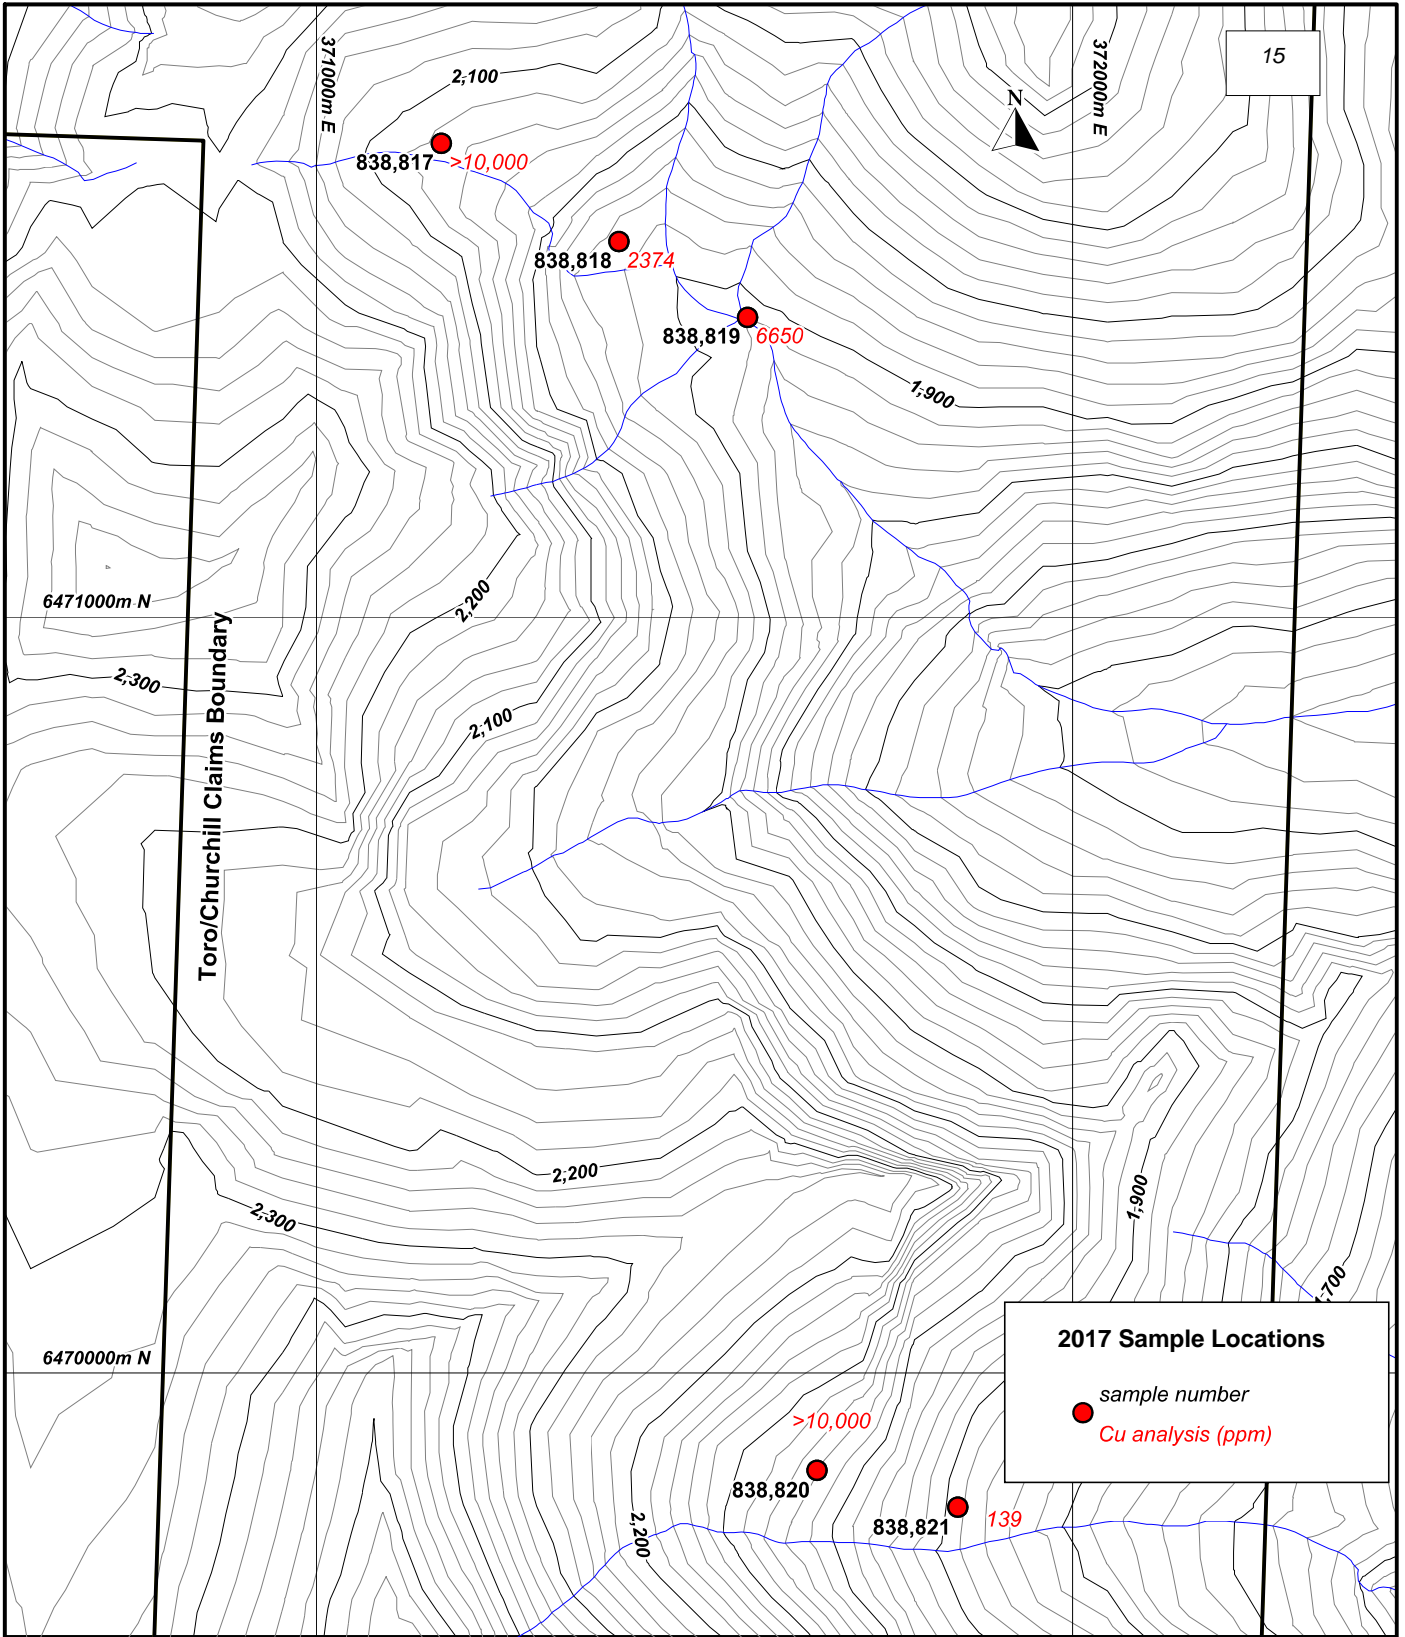 15
371000m E
372000m E
2,100
N
838,817
>10,000
838,818
2374
838,819
6650
1,900
6471000m N
2,200
2,300
2,100
Toro/Churchill Claims Boundary
2,200
2,300
1,900
1,700
6470000m N
2017 Sample Locations
sample number
Cu analysis (ppm)
>10,000
838,820
838,821
139
2,200